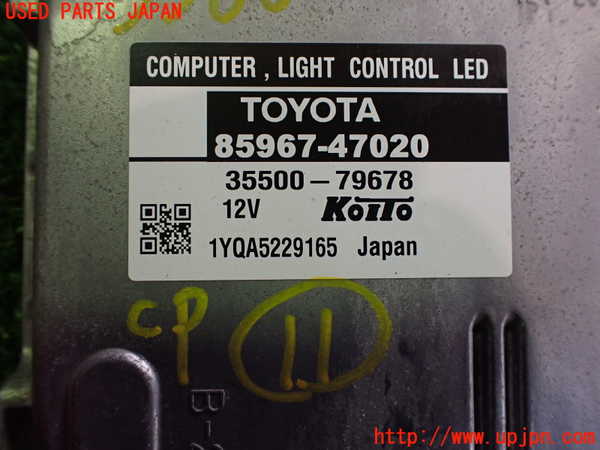 USED PARTS JAPAN
COMPUTER , LIGHT CONTROL LED
TOYOTA
85967-47020
35500-79678
12V KOITO
1YQA5229165 Japan
CP 11
http://www.upjpn.com/